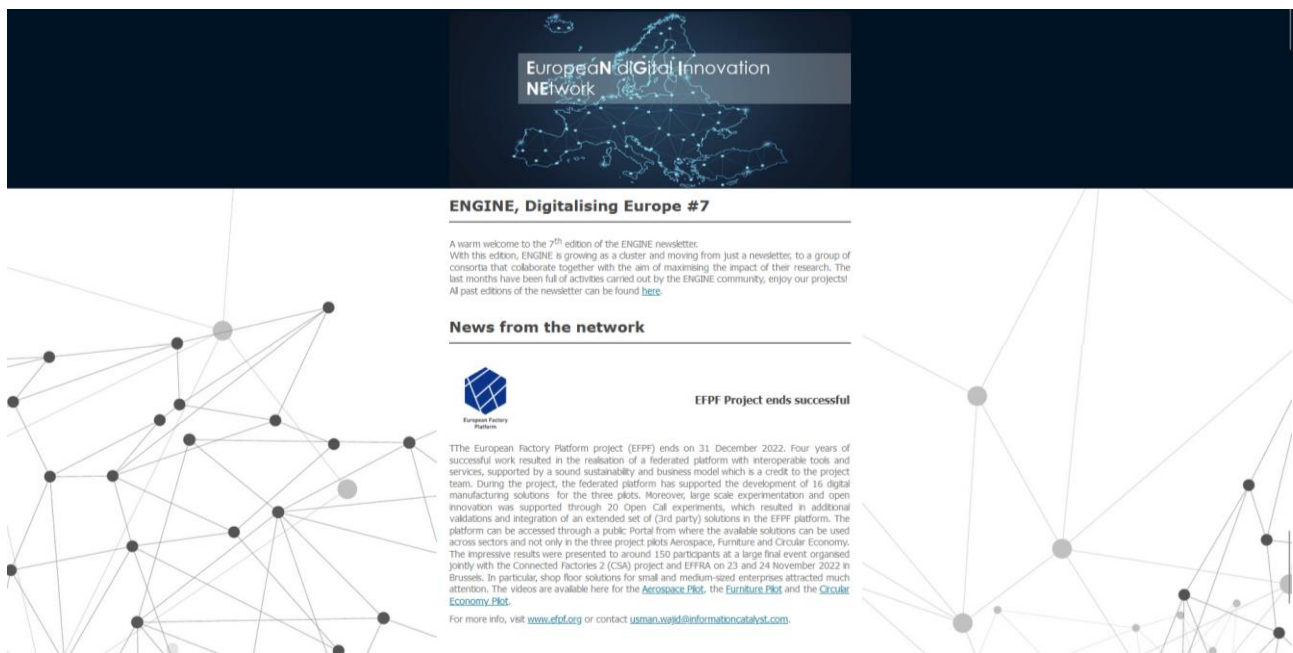 EuropeaN diGital Innovation
NEtwork
ENGINE, Digitalising Europe #7
A warm welcome to the 7th edition of the ENGINE newsletter.
With this edition, ENGINE is growing as a cluster and moving from just a newsletter, to a group of
consortia that collaborate together with the aim of maximising the impact of their research. The
last months have been full of activities carried out by the ENGINE community, enjoy our projects!
All past editions of the newsletter can be found here.
News from the network
European Factory
Platform
EFPF Project ends successful
TThe European Factory Platform project (EFPF) ends on 31 December 2022. Four years of
successful work resulted in the realisation of a federated platform with interoperable tools and
services, supported by a sound sustainability and business model which is a credit to the project
team. During the project, the federated platform has supported the development of 16 digital
manufacturing solutions for the three pilots. Moreover, large scale experimentation and open
innovation was supported through 20 Open Call experiments, which resulted in additional
validations and integration of an extended set of (3rd party) solutions in the EFPF platform. The
platform can be accessed through a public Portal from where the available solutions can be used
across sectors and not only in the three project pilots Aerospace, Furniture and Circular Economy.
The impressive results were presented to around 150 participants at a large final event organised
jointly with the Connected Factories 2 (CSA) project and EFFRA on 23 and 24 November 2022 in
Brussels. In particular, shop floor solutions for small and medium-sized enterprises attracted much
attention. The videos are available here for the Aerospace Pilot, the Furniture Pilot and the Circular
Economy Pilot.
For more info, visit www.efpf.org or contact usman.wajid@informationcatalyst.com.